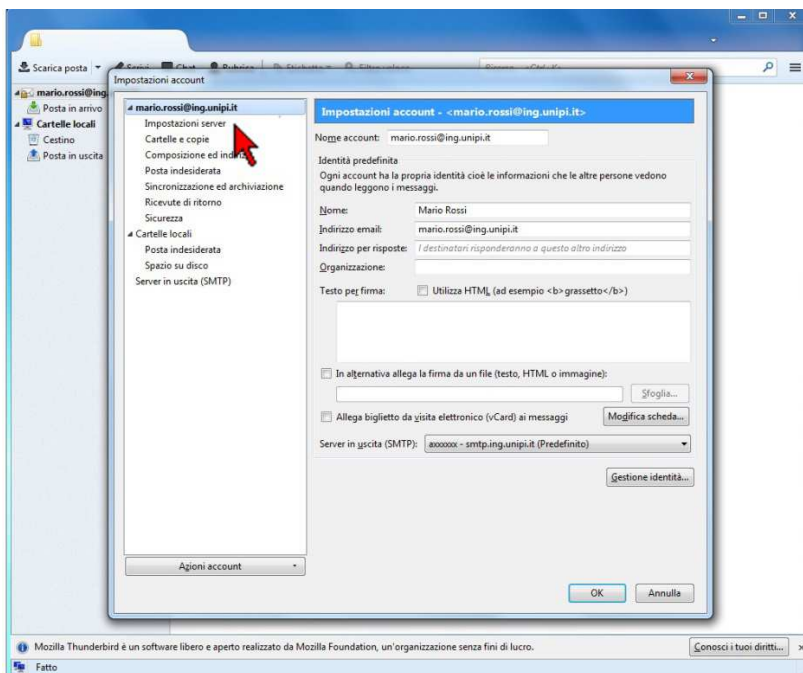 Scarica posta
Scrivi
Chat
Rubrica
Etichette
Filtro veloce
mario.rossi@ing.
Posta in arrivo
Cartelle locali
Cestino
Posta in uscita
Impostazioni account
mario.rossi@ing.unipi.it
Impostazioni server
Cartelle e copie
Composizione ed indiriz
Posta indesiderata
Sincronizzazione ed archiviazione
Ricevute di ritorno
Sicurezza
Cartelle locali
Posta indesiderata
Spazio su disco
Server in uscita (SMTP)
Azioni account
Impostazioni account - <mario.rossi@ing.unipi.it>
Nome account: mario.rossi@ing.unipi.it
Identità predefinita
Ogni account ha la propria identità cioè le informazioni che le altre persone vedono
quando leggono i messaggi.
Nome: Mario Rossi
Indirizzo email: mario.rossi@ing.unipi.it
Indirizzo per risposte: I destinatari risponderanno a questo altro indirizzo
Organizzazione:
Testo per firma: Utilizza HTML (ad esempio <b>grassetto</b>)
In alternativa allega la firma da un file (testo, HTML o immagine):
Sfoglia...
Allega biglietto da visita elettronico (vCard) ai messaggi Modifica scheda...
Server in uscita (SMTP): axxxxxx - smtp.ing.unipi.it (Predefinito)
Gestione identità...
OK Annulla
Mozilla Thunderbird è un software libero e aperto realizzato da Mozilla Foundation, un'organizzazione senza fini di lucro. Conosci i tuoi diritti...
Fatto